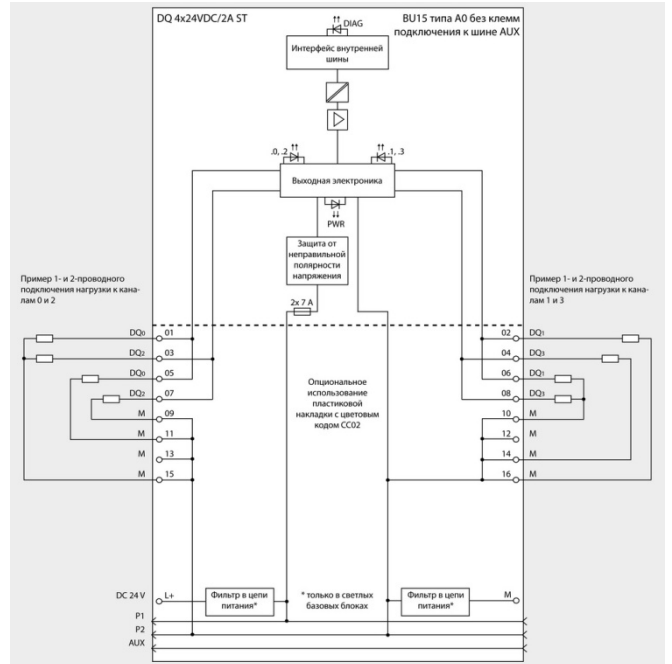 DQ 4x24VDC/2A ST
BU15 типа A0 без клемм
подключения к шине AUX
DIAG
Интерфейс внутренней
шины
.0, .2
.1, .3
Выходная электроника
PWR
Защита от
неправильной
полярности
напряжения
2x 7 A
Пример 1- и 2-проводного
подключения нагрузки к кана-
лам 0 и 2
Пример 1- и 2-проводного
подключения нагрузки к кана-
лам 1 и 3
DQ0 01
DQ2 03
DQ0 05
DQ2 07
M 09
M 11
M 13
M 15
Опциональное
использование
пластиковой
накладки с цветовым
кодом CC02
02 DQ1
04 DQ3
06 DQ1
08 DQ3
10 M
12 M
14 M
16 M
DC 24 V L+
Фильтр в цепи
питания*
* только в светлых
базовых блоках
Фильтр в цепи
питания*
M
P1
P2
AUX